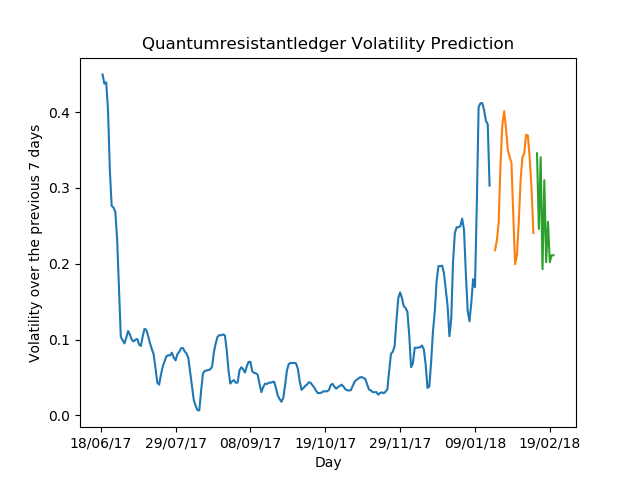 Quantumresistantledger Volatility Prediction
Volatility over the previous 7 days
0.4
0.3
0.2
0.1
0.0
18/06/17 29/07/17 08/09/17 19/10/17 29/11/17 09/01/18 19/02/18
Day